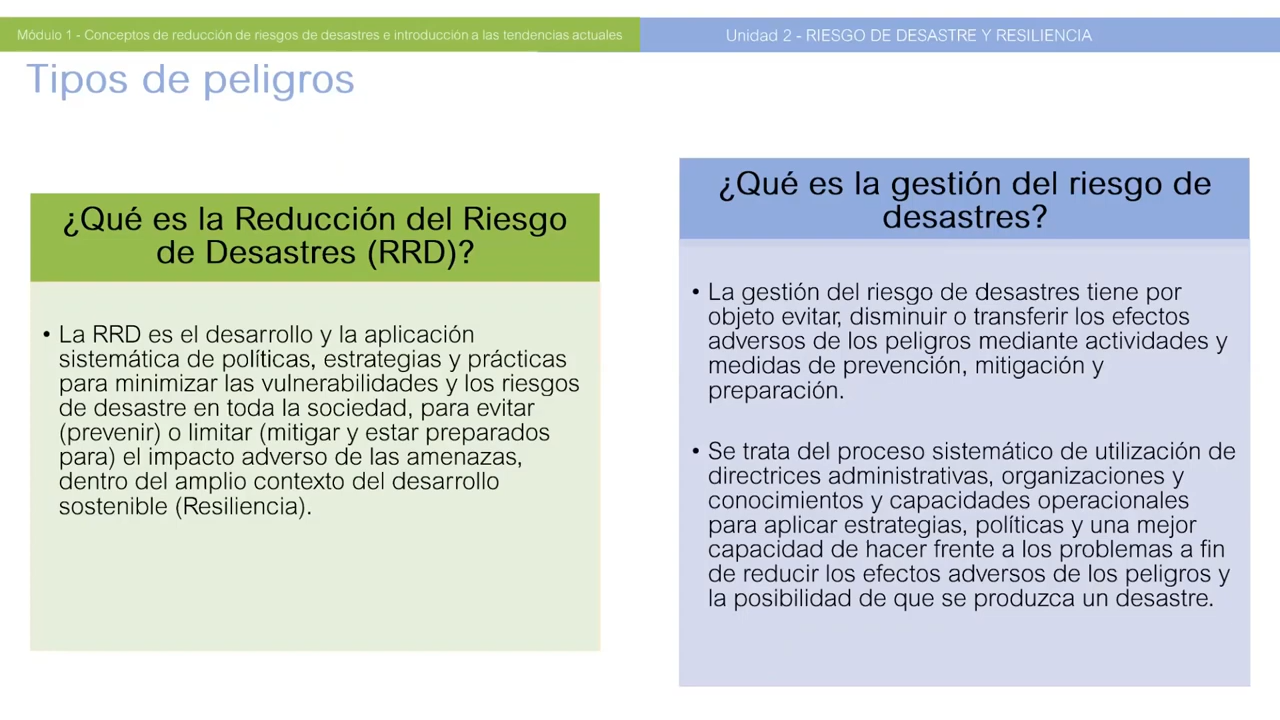 Módulo 1 - Conceptos de reducción de riesgos de desastres e introducción a las tendencias actuales
Unidad 2 - RIESGO DE DESASTRE Y RESILIENCIA
Tipos de peligros
¿Qué es la Reducción del Riesgo
de Desastres (RRD)?
• La RRD es el desarrollo y la aplicación
sistemática de políticas, estrategias y prácticas
para minimizar las vulnerabilidades y los riesgos
de desastre en toda la sociedad, para evitar
(prevenir) o limitar (mitigar y estar preparados
para) el impacto adverso de las amenazas,
dentro del amplio contexto del desarrollo
sostenible (Resiliencia).
¿Qué es la gestión del riesgo de
desastres?
• La gestión del riesgo de desastres tiene por
objeto evitar, disminuir o transferir los efectos
adversos de los peligros mediante actividades y
medidas de prevención, mitigación y
preparación.
• Se trata del proceso sistemático de utilización de
directrices administrativas, organizaciones y
conocimientos y capacidades operacionales
para aplicar estrategias, políticas y una mejor
capacidad de hacer frente a los problemas a fin
de reducir los efectos adversos de los peligros y
la posibilidad de que se produzca un desastre.